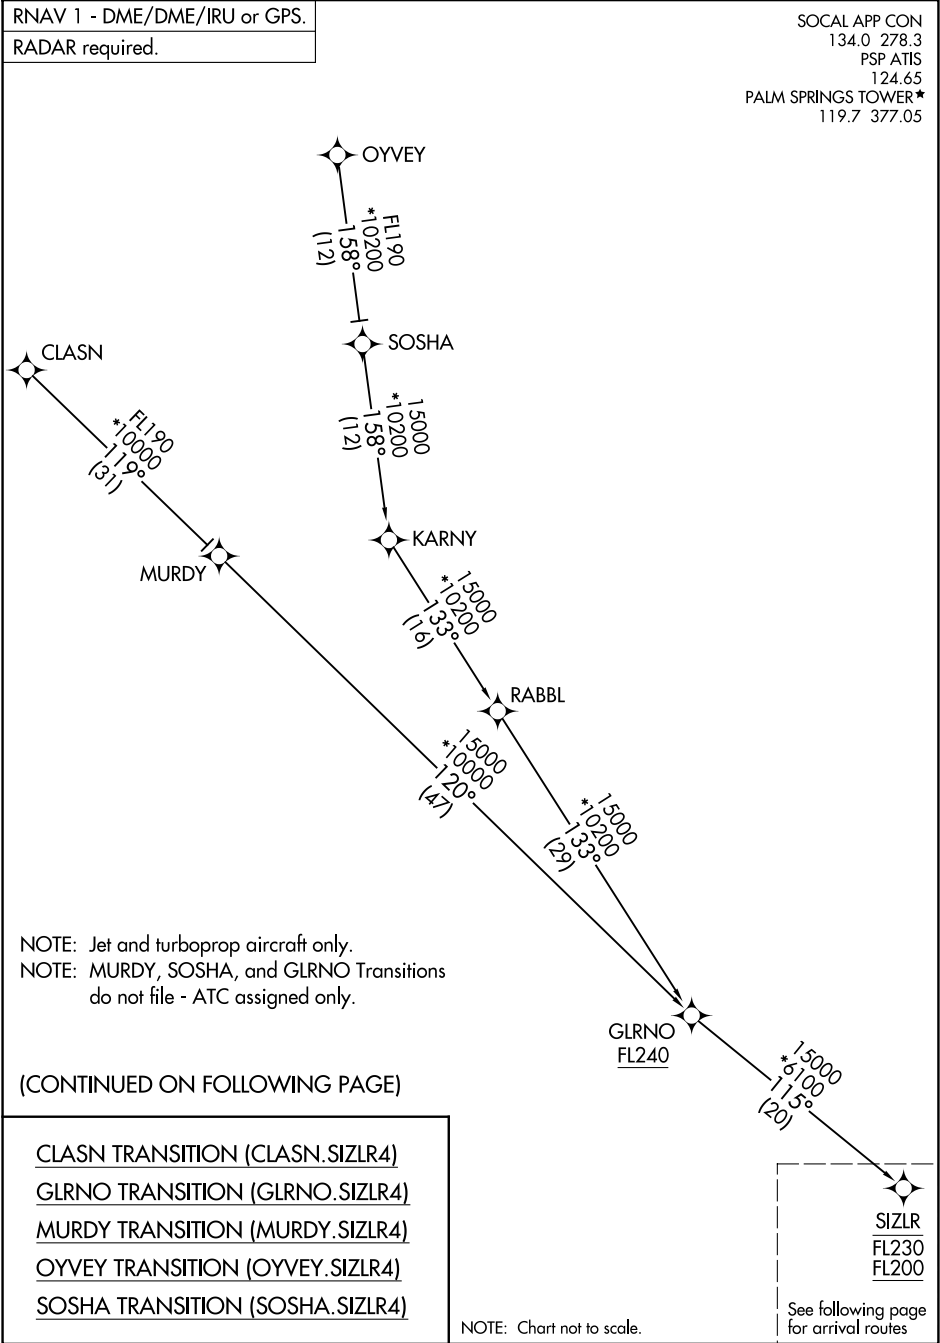 RNAV 1 - DME/DME/IRU or GPS.
RADAR required.
SOCAL APP CON
134.0 278.3
PSP ATIS
124.65
PALM SPRINGS TOWER★
119.7 377.05
OYVEY
FL190
*10200
158°
(12)
SOSHA
CLASN
15000
*10200
158°
(12)
FL190
*10000
119°
(31)
KARNY
MURDY
15000
*10200
133°
(16)
RABBL
15000
*10000
120°
(47)
15000
*10200
133°
(29)
NOTE: Jet and turboprop aircraft only.
NOTE: MURDY, SOSHA, and GLRNO Transitions
do not file - ATC assigned only.
GLRNO
FL240
15000
*6100
115°
(20)
(CONTINUED ON FOLLOWING PAGE)
CLASN TRANSITION (CLASN.SIZLR4)
GLRNO TRANSITION (GLRNO.SIZLR4)
MURDY TRANSITION (MURDY.SIZLR4)
OYVEY TRANSITION (OYVEY.SIZLR4)
SOSHA TRANSITION (SOSHA.SIZLR4)
SIZLR
FL230
FL200
NOTE: Chart not to scale.
See following page
for arrival routes